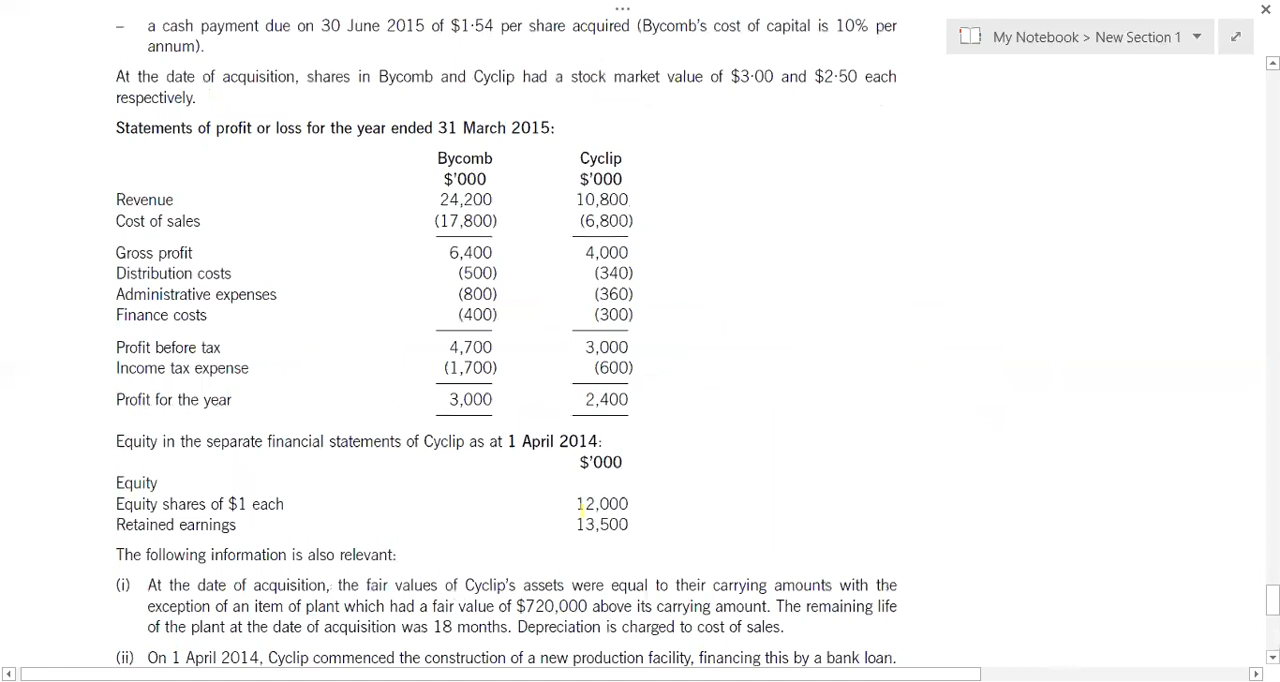 – a cash payment due on 30 June 2015 of $1·54 per share acquired (Bycomb's cost of capital is 10% per
annum).
My Notebook > New Section 1
At the date of acquisition, shares in Bycomb and Cyclip had a stock market value of $3·00 and $2·50 each
respectively.
Statements of profit or loss for the year ended 31 March 2015:
Bycomb Cyclip
$'000 $'000
Revenue 24,200 10,800
Cost of sales (17,800) (6,800)
Gross profit 6,400 4,000
Distribution costs (500) (340)
Administrative expenses (800) (360)
Finance costs (400) (300)
Profit before tax 4,700 3,000
Income tax expense (1,700) (600)
Profit for the year 3,000 2,400
Equity in the separate financial statements of Cyclip as at 1 April 2014:
$'000
Equity
Equity shares of $1 each 12,000
Retained earnings 13,500
The following information is also relevant:
(i) At the date of acquisition, the fair values of Cyclip's assets were equal to their carrying amounts with the
exception of an item of plant which had a fair value of $720,000 above its carrying amount. The remaining life
of the plant at the date of acquisition was 18 months. Depreciation is charged to cost of sales.
(ii) On 1 April 2014, Cyclip commenced the construction of a new production facility, financing this by a bank loan.